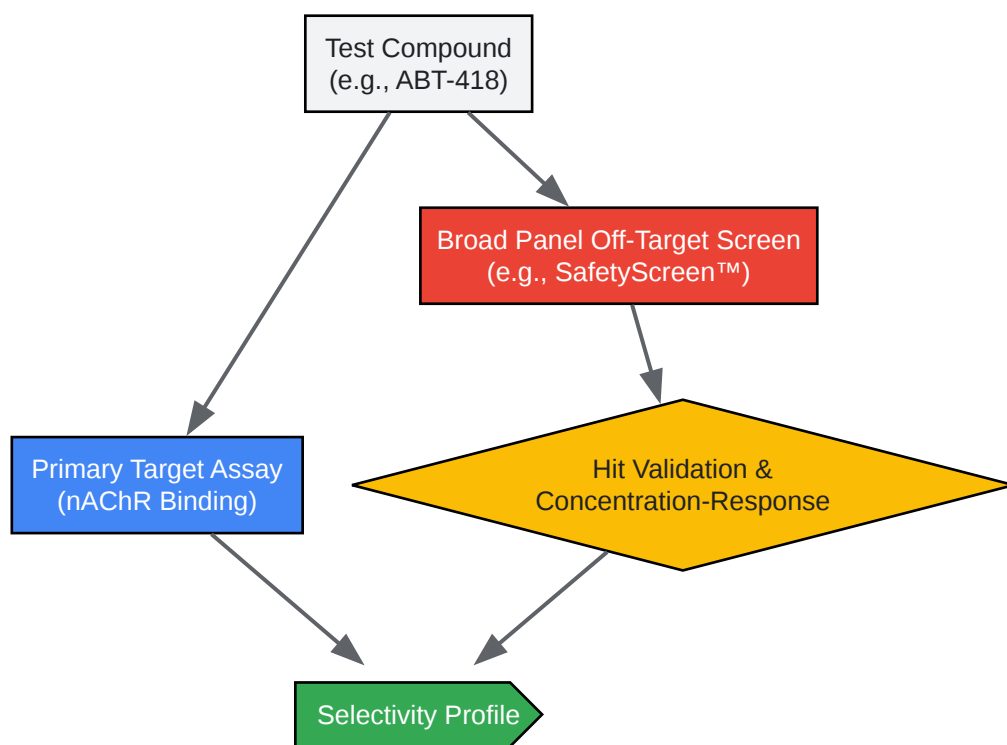 Test Compound
(e.g., ABT-418)
Broad Panel Off-Target Screen
(e.g., SafetyScreen™)
Primary Target Assay
(nAChR Binding)
Hit Validation &
Concentration-Response
Selectivity Profile